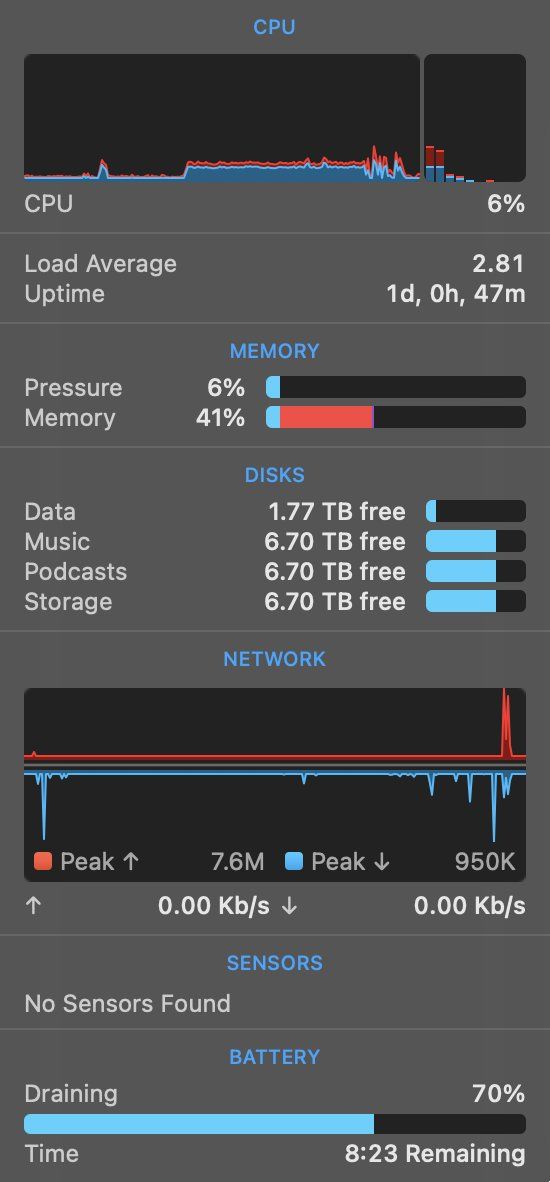 CPU
CPU 6%
Load Average 2.81
Uptime 1d, 0h, 47m
MEMORY
Pressure 6%
Memory 41%
DISKS
Data 1.77 TB free
Music 6.70 TB free
Podcasts 6.70 TB free
Storage 6.70 TB free
NETWORK
Peak ↑ 7.6M Peak ↓ 950K
↑ 0.00 Kb/s ↓ 0.00 Kb/s
SENSORS
No Sensors Found
BATTERY
Draining 70%
Time 8:23 Remaining